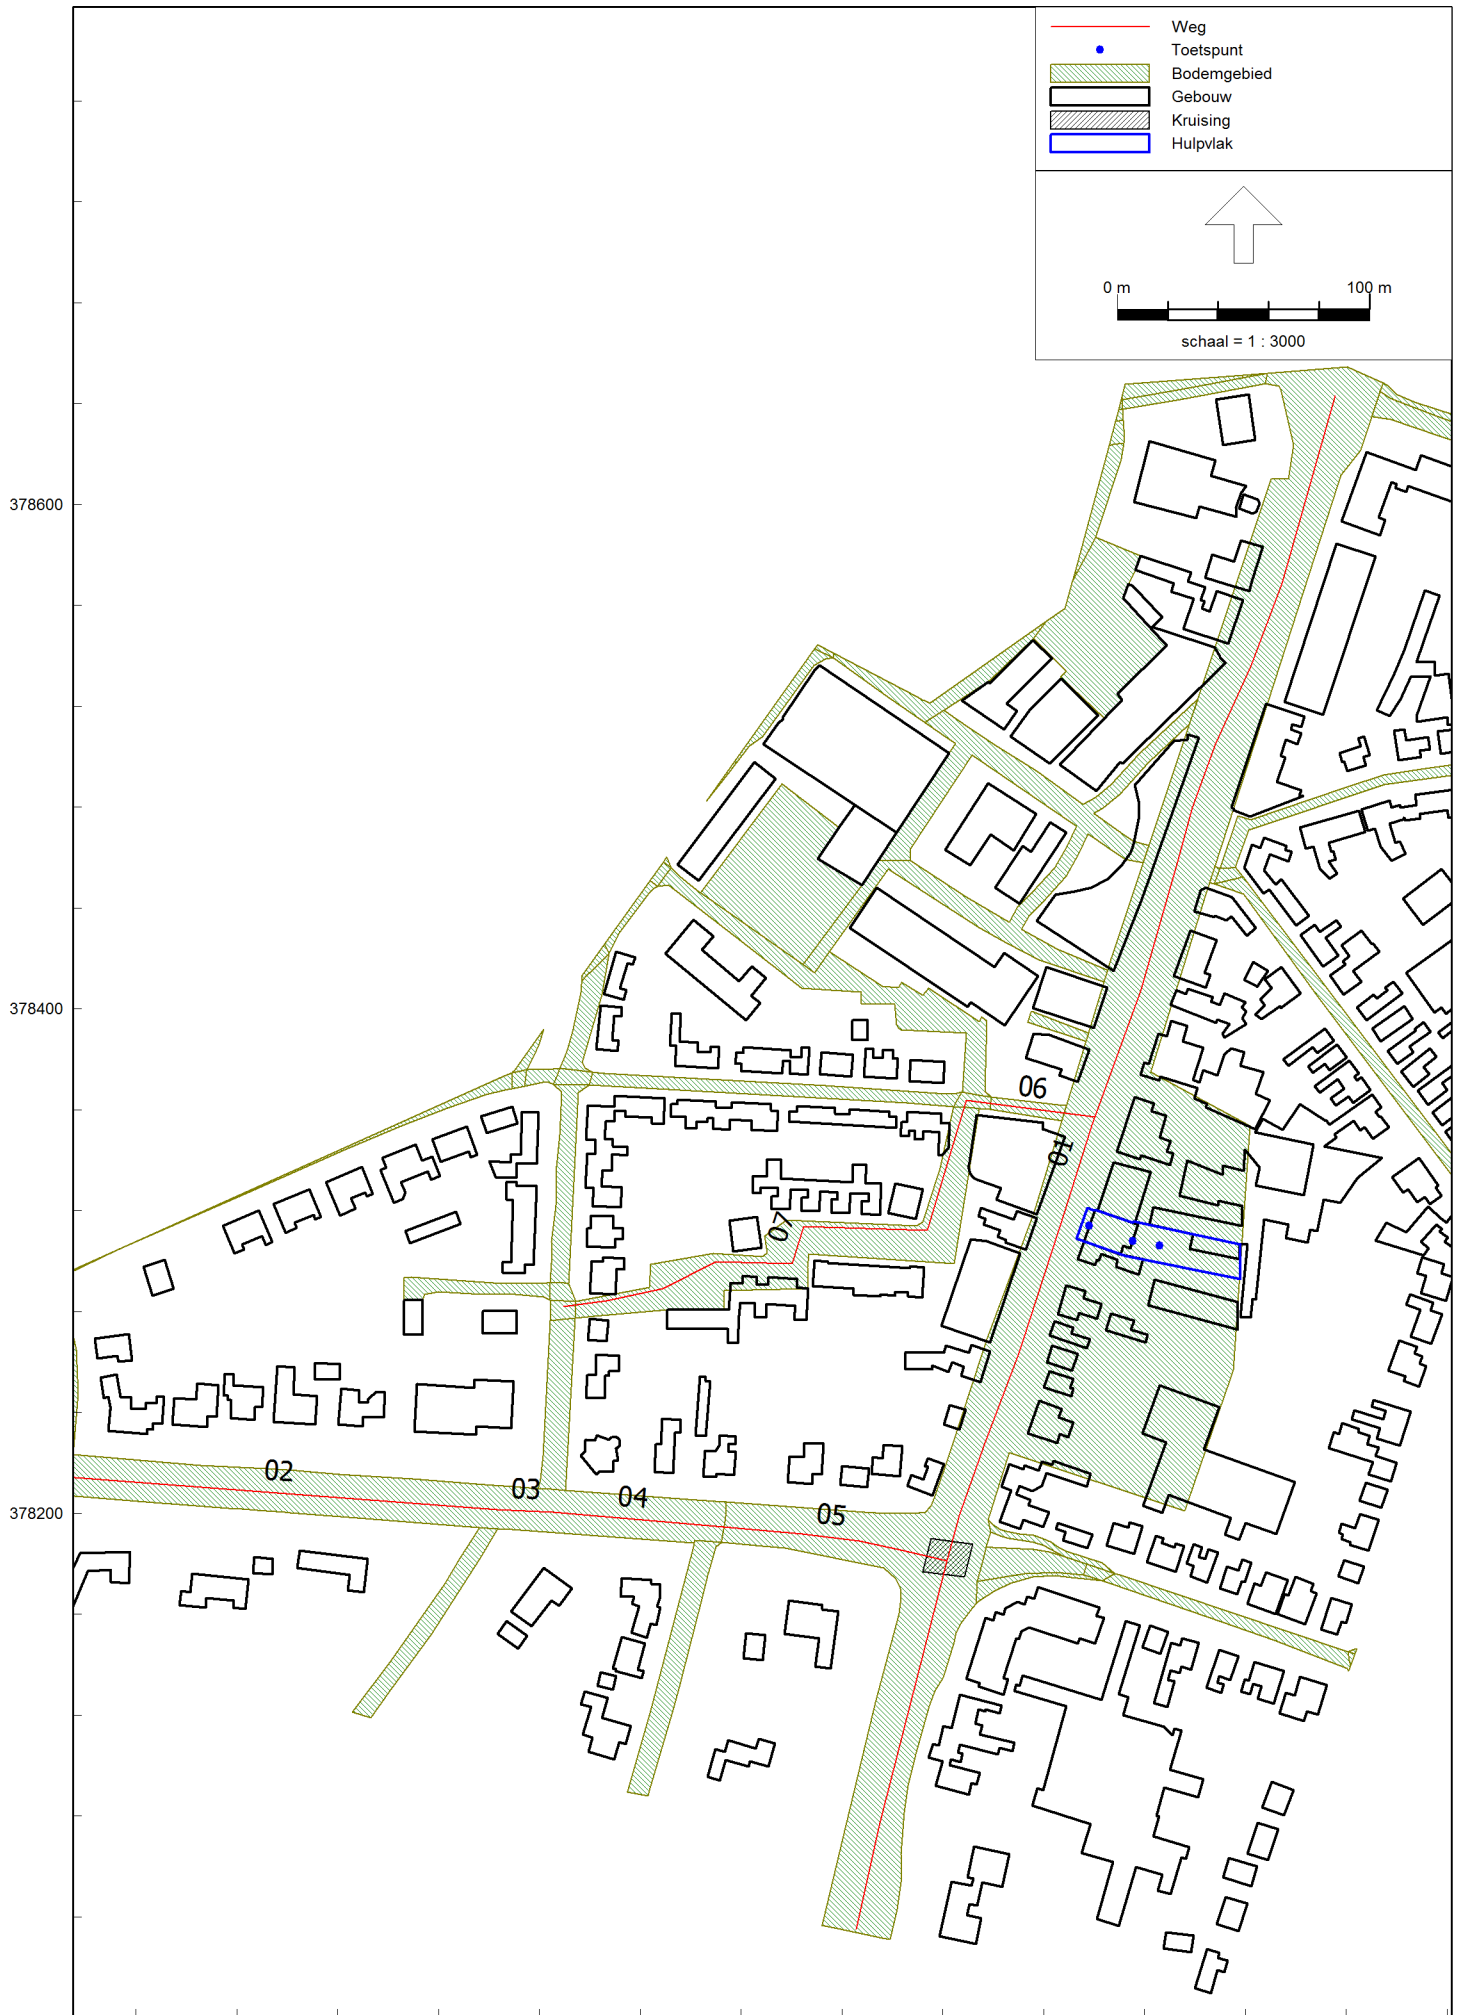 Weg
Toetspunt
Bodemgebied
Gebouw
Kruising
Hulpvlak
0 m 100 m
schaal = 1 : 3000
378600
378400
06
01
07
02
03
04
05
378200